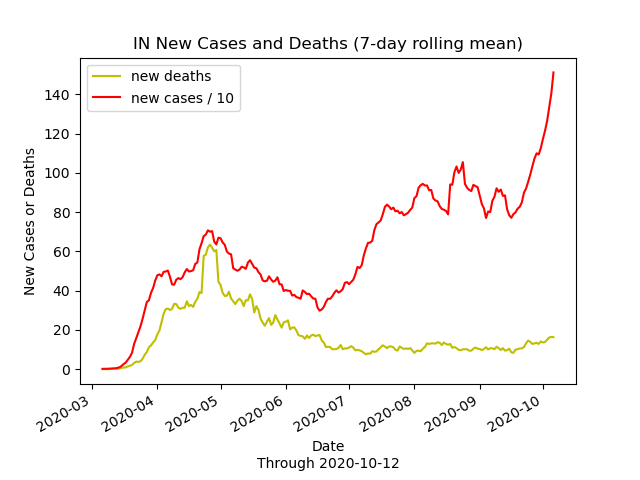 IN New Cases and Deaths (7-day rolling mean)
new deaths
new cases / 10
New Cases or Deaths
140
120
100
80
60
40
20
0
2020-03
2020-04
2020-05
2020-06
2020-07
2020-08
2020-09
2020-10
Date
Through 2020-10-12